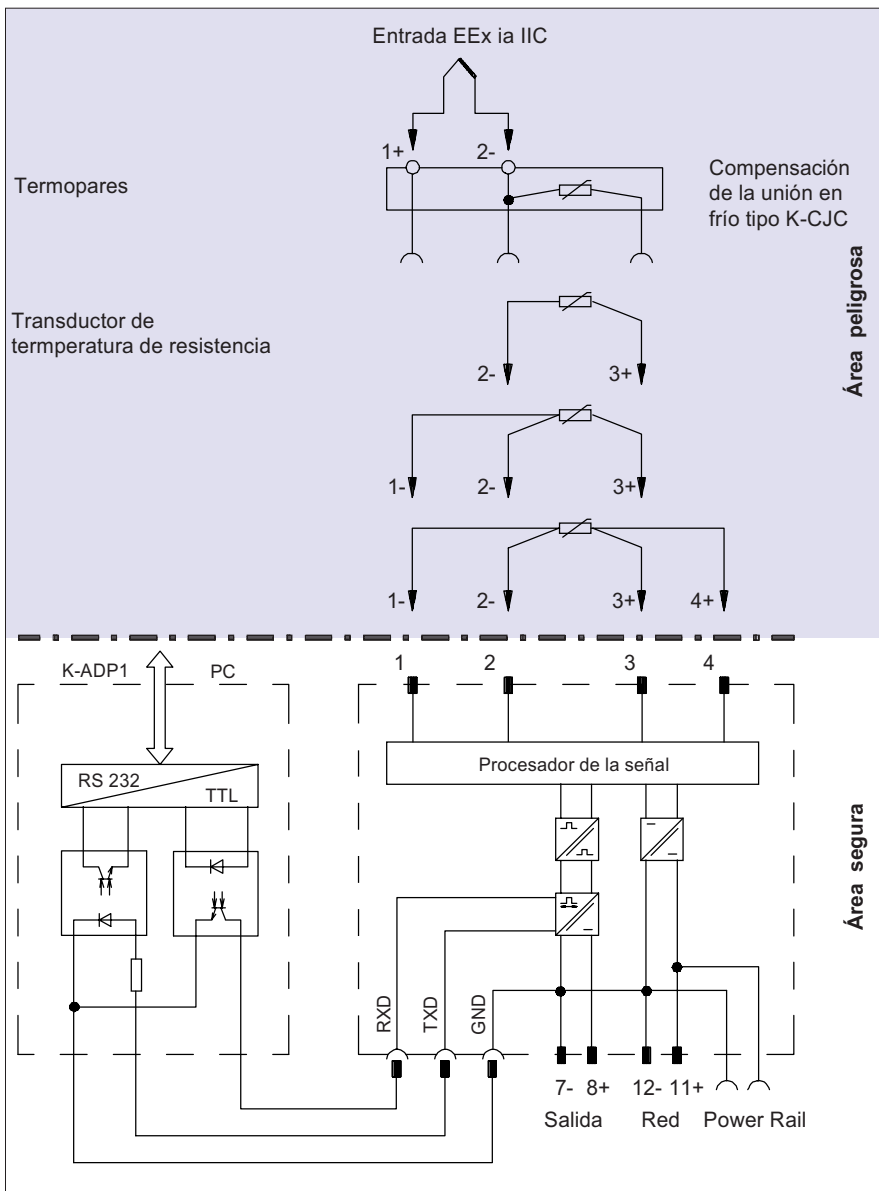 Entrada EEx ia IIC
1+ 2-
Termopares
Compensación
de la unión en
frío tipo K-CJC
Área peligrosa
Transductor de
termperatura de resistencia
2- 3+
1- 2- 3+
1- 2- 3+ 4+
K-ADP1 PC
1 2 3 4
RS 232
TTL
Procesador de la señal
Área segura
RXD
TXD
GND
7- 8+ 12- 11+
Salida Red Power Rail